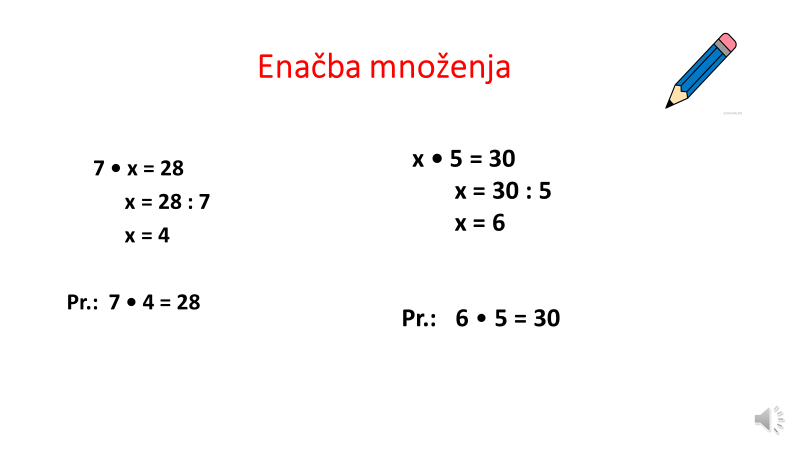 Enačba množenja
7 • x = 28
x = 28 : 7
x = 4
Pr.: 7 • 4 = 28
x • 5 = 30
x = 30 : 5
x = 6
Pr.: 6 • 5 = 30